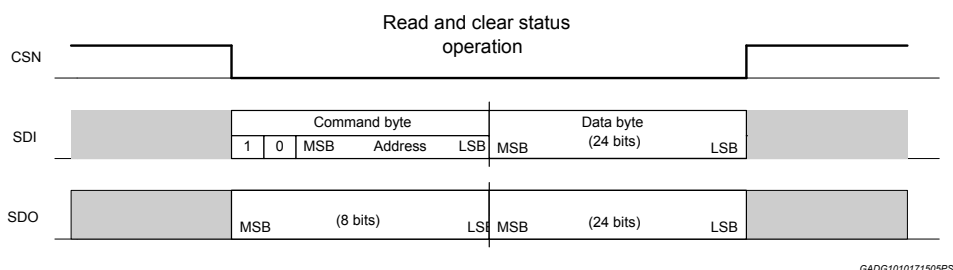 Read and clear status
operation
CSN
SDI
Command byte
1 0 MSB Address LSB
Data byte
(24 bits)
MSB LSB
SDO
MSB (8 bits) LSB
MSB (24 bits) LSB
GADG1010171505PS